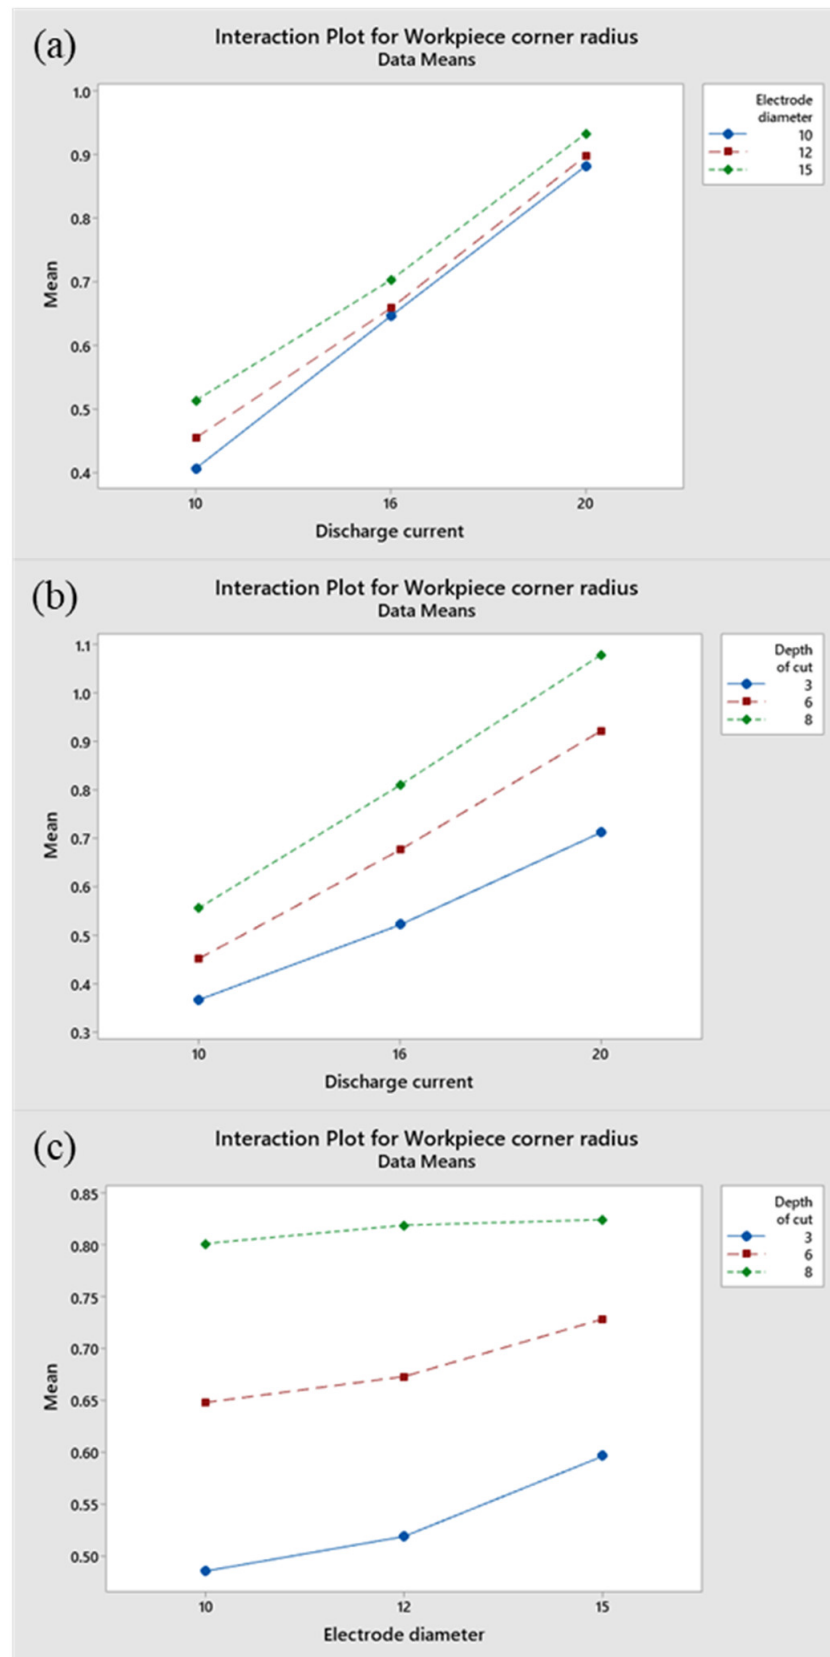 (a)
Interaction Plot for Workpiece corner radius
Data Means
1.0
0.9
0.8
0.7
0.6
0.5
0.4
Mean
10 16 20
Discharge current
Electrode
diameter
10
12
15
(b)
Interaction Plot for Workpiece corner radius
Data Means
1.1
1.0
0.9
0.8
0.7
0.6
0.5
0.4
0.3
Mean
10 16 20
Discharge current
Depth
of cut
3
6
8
(c)
Interaction Plot for Workpiece corner radius
Data Means
0.85
0.80
0.75
0.70
0.65
0.60
0.55
0.50
Mean
10 12 15
Electrode diameter
Depth
of cut
3
6
8